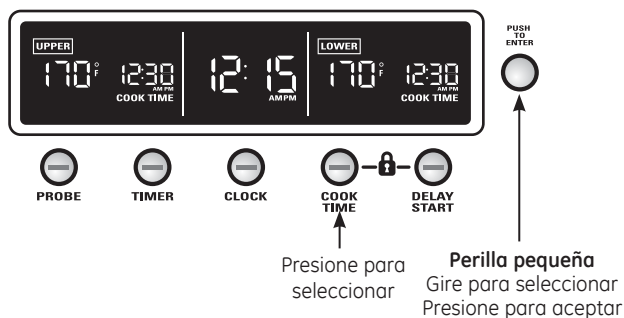 PUSH
TO
ENTER
UPPER
170°F
12:30
AM PM
COOK TIME
12:15
AM PM
LOWER
170°F
12:30
AM PM
COOK TIME
PROBE
TIMER
CLOCK
COOK
TIME
DELAY
START
Presione para
seleccionar
Perilla pequeña
Gire para seleccionar
Presione para aceptar